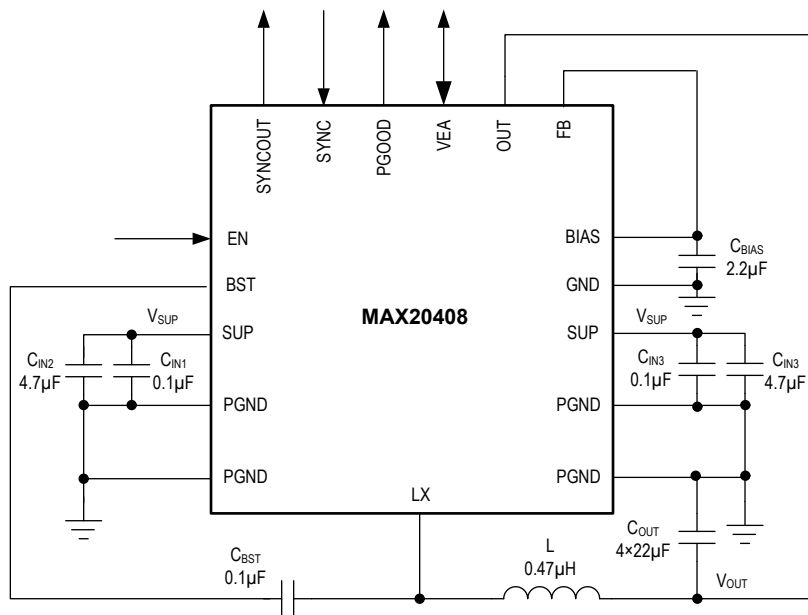 SYNCOUT
SYNC
PGOOD
VEA
OUT
FB
EN
BST
SUP
PGND
PGND
BIAS
GND
SUP
PGND
PGND
LX
MAX20408
VSUP
CIN2
4.7µF
CIN1
0.1µF
CBIAS
2.2µF
VSUP
CIN3
0.1µF
CIN3
4.7µF
COUT
4×22µF
CBST
0.1µF
L
0.47µH
VOUT